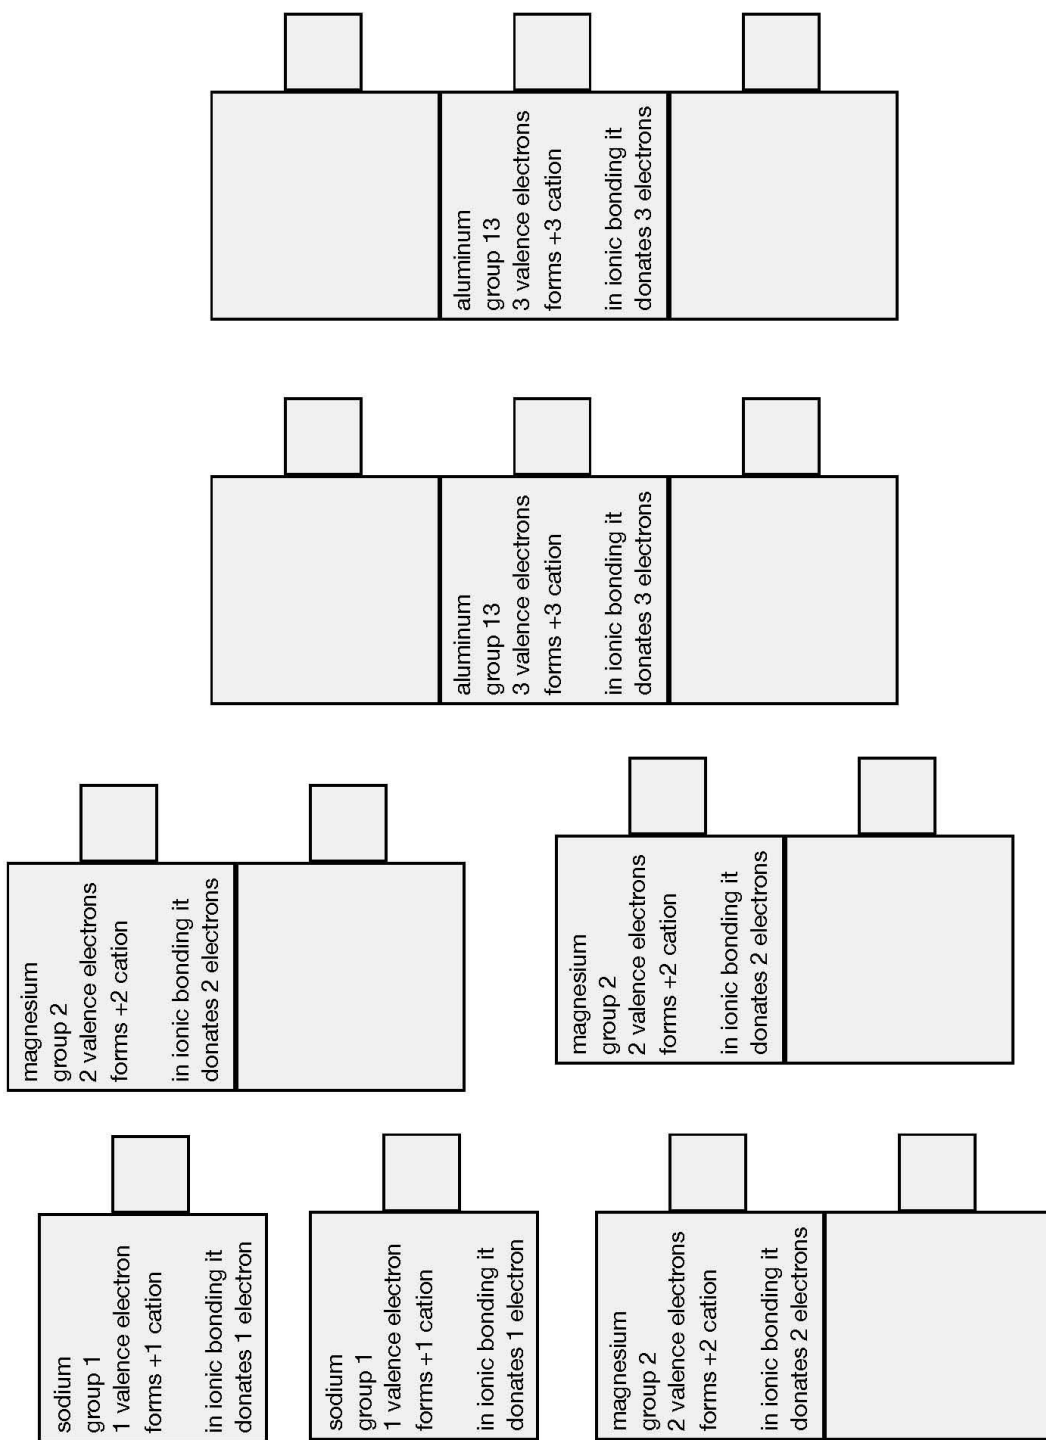 sodium
group 1
1 valence electron
forms +1 cation
in ionic bonding it
donates 1 electron
magnesium
group 2
2 valence electrons
forms +2 cation
in ionic bonding it
donates 2 electrons
aluminum
group 13
3 valence electrons
forms +3 cation
in ionic bonding it
donates 3 electrons
aluminum
group 13
3 valence electrons
forms +3 cation
in ionic bonding it
donates 3 electrons
sodium
group 1
1 valence electron
forms +1 cation
in ionic bonding it
donates 1 electron
magnesium
group 2
2 valence electrons
forms +2 cation
in ionic bonding it
donates 2 electrons
magnesium
group 2
2 valence electrons
forms +2 cation
in ionic bonding it
donates 2 electrons